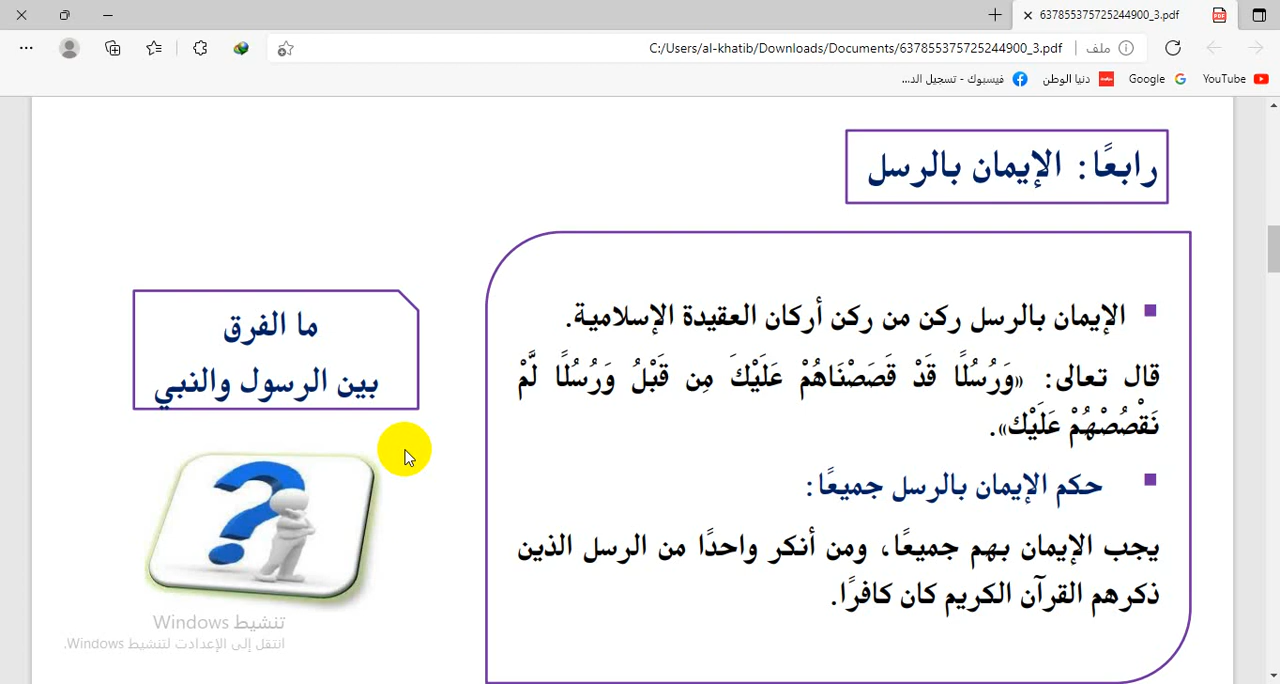 637855375725244900_3.pdf
C:/Users/al-khatib/Downloads/Documents/637855375725244900_3.pdf
ملف
YouTube
Google
دنيا الوطن
فيسبوك - تسجيل الد...
رابعًا: الإيمان بالرسل
الإيمان بالرسل ركن من ركن أركان العقيدة الإسلامية.
قال تعالى: «وَرُسُلًا قَدْ قَصَصْنَاهُمْ عَلَيْكَ مِن قَبْلُ وَرُسُلًا لَّمْ
نَقْصُصْهُمْ عَلَيْك».
حكم الإيمان بالرسل جميعًا:
يجب الإيمان بهم جميعًا، ومن أنكر واحدًا من الرسل الذين
ذكرهم القرآن الكريم كان كافرًا.
ما الفرق
بين الرسول والنبي
تنشيط Windows
انتقل إلى الإعدادت لتنشيط Windows.